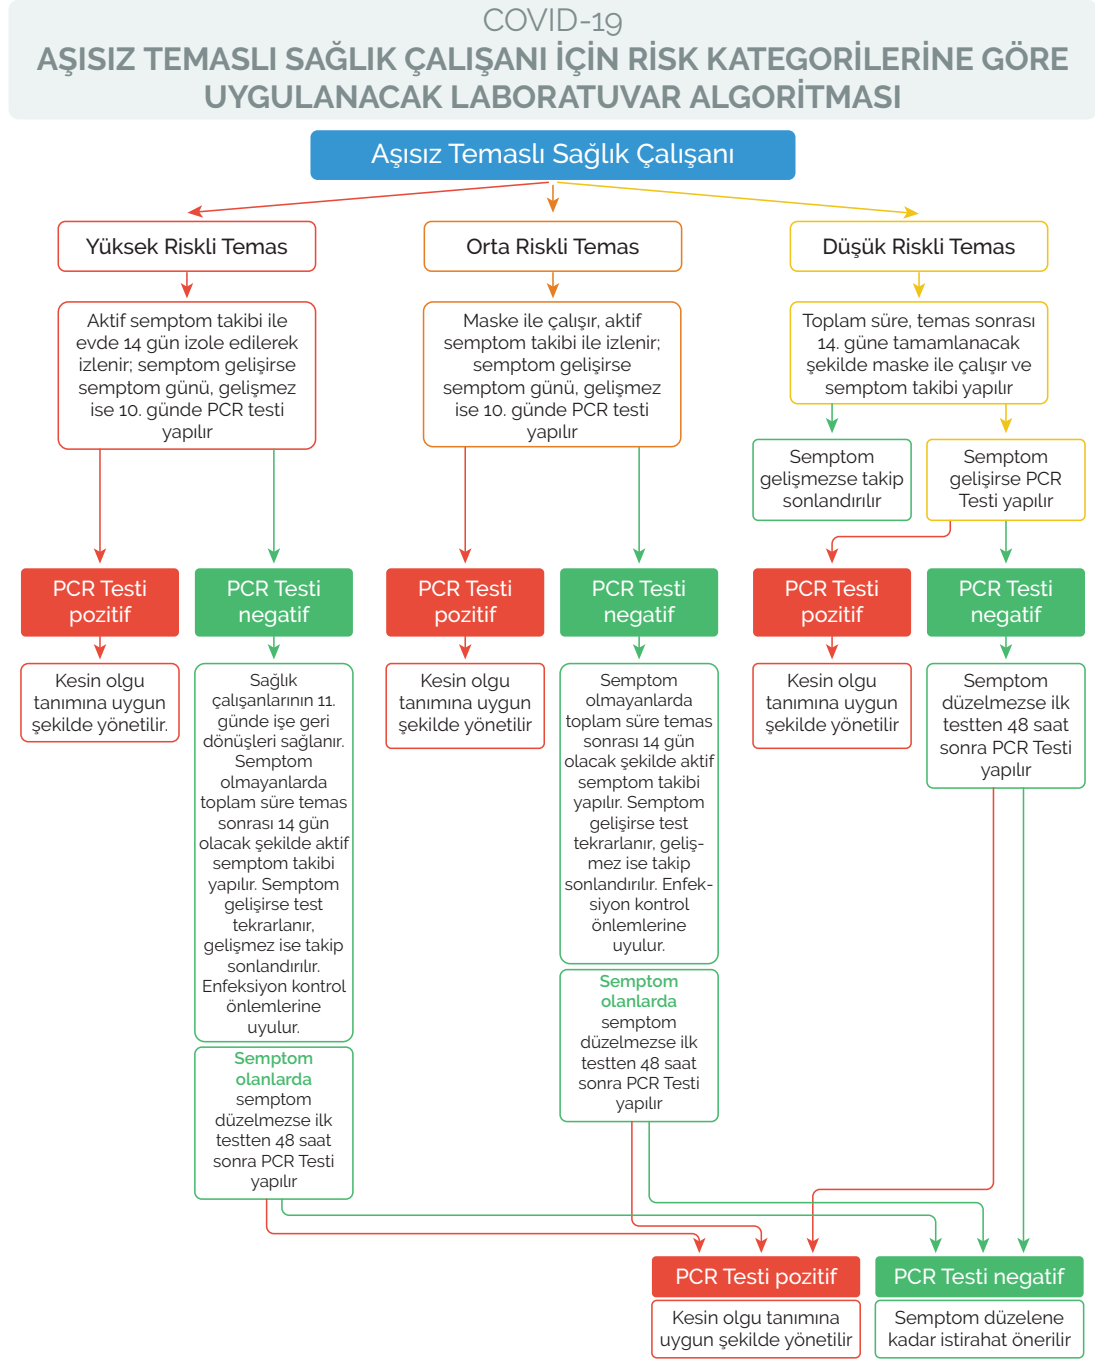 COVID-19
AŞISIZ TEMASLI SAĞLIK ÇALIŞANI İÇİN RİSK KATEGORİLERİNE GÖRE
UYGULANACAK LABORATUVAR ALGORİTMASI
Aşısız Temaslı Sağlık Çalışanı
Yüksek Riskli Temas
Aktif semptom takibi ile
evde 14 gün izole edilerek
izlenir; semptom gelişirse
semptom günü, gelişmez
ise 10. günde PCR testi
yapılır
PCR Testi
pozitif
Kesin olgu
tanımına uygun
şekilde yönetilir.
PCR Testi
negatif
Sağlık
çalışanlarının 11.
günde işe geri
dönüşleri sağlanır.
Semptom
olmayanlarda
toplam süre temas
sonrası 14 gün
olacak şekilde aktif
semptom takibi
yapılır. Semptom
gelişirse test
tekrarlanır,
gelişmez ise takip
sonlandırılır.
Enfeksiyon kontrol
önlemlerine
uyulur.
Semptom
olanlarda
semptom
düzelmezse ilk
testten 48 saat
sonra PCR Testi
yapılır
Orta Riskli Temas
Maske ile çalışır, aktif
semptom takibi ile izlenir;
semptom gelişirse
semptom günü, gelişmez
ise 10. günde PCR testi
yapılır
PCR Testi
pozitif
Kesin olgu
tanımına uygun
şekilde yönetilir
PCR Testi
negatif
Semptom
olmayanlarda
toplam süre temas
sonrası 14 gün
olacak şekilde aktif
semptom takibi
yapılır. Semptom
gelişirse test
tekrarlanır, geliş-
mez ise takip
sonlandırılır. Enfek-
siyon kontrol
önlemlerine
uyulur.
Semptom
olanlarda
semptom
düzelmezse ilk
testten 48 saat
sonra PCR Testi
yapılır
Düşük Riskli Temas
Toplam süre, temas sonrası
14. güne tamamlanacak
şekilde maske ile çalışır ve
semptom takibi yapılır
Semptom
gelişmezse takip
sonlandırılır
Semptom
gelişirse PCR
Testi yapılır
PCR Testi
pozitif
Kesin olgu
tanımına uygun
şekilde yönetilir
PCR Testi
negatif
Semptom
düzelmezse ilk
testten 48 saat
sonra PCR Testi
yapılır
PCR Testi pozitif
Kesin olgu tanımına
uygun şekilde yönetilir
PCR Testi negatif
Semptom düzelene
kadar istirahat önerilir